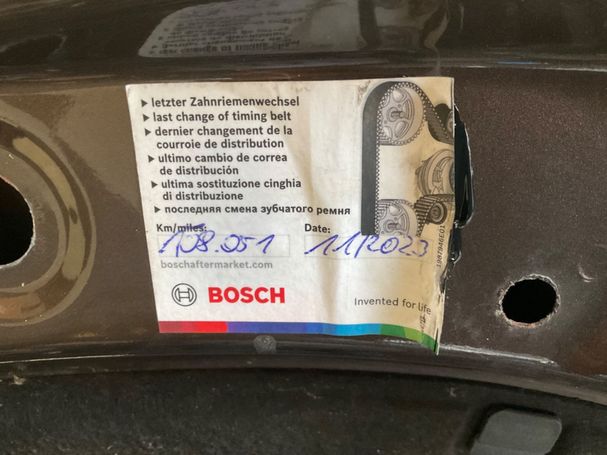 ▸ letzter Zahnriemenwechsel
▸ last change of timing belt
▸ dernier changement de la
courroie de distribution
▸ ultimo cambio de correa
de distribución
▸ ultima sostituzione cinghia
di distribuzione
▸ последняя смена зубчатого ремня
Km/miles: Date:
108.051 11/2023
boschaftermarket.com
BOSCH
Invented for life